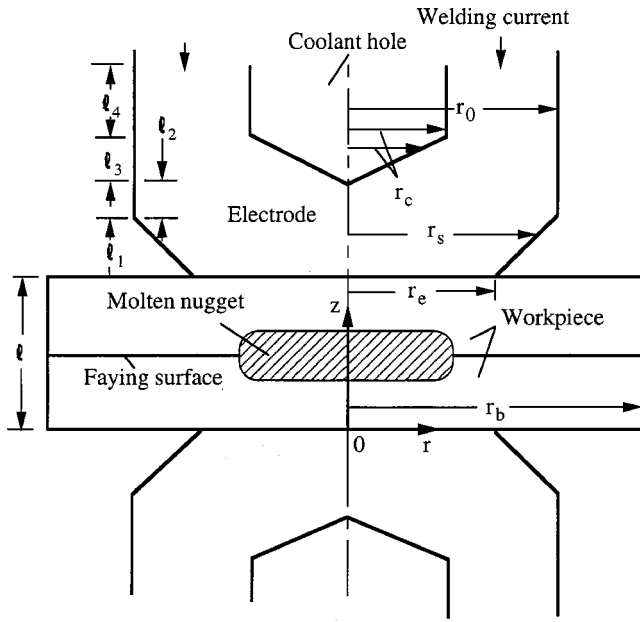 Welding current
Coolant hole
ℓ4
ℓ2
r0
ℓ3
rc
Electrode
rs
ℓ1
re
Molten nugget
z
Workpiece
ℓ
Faying surface
rb
0
r